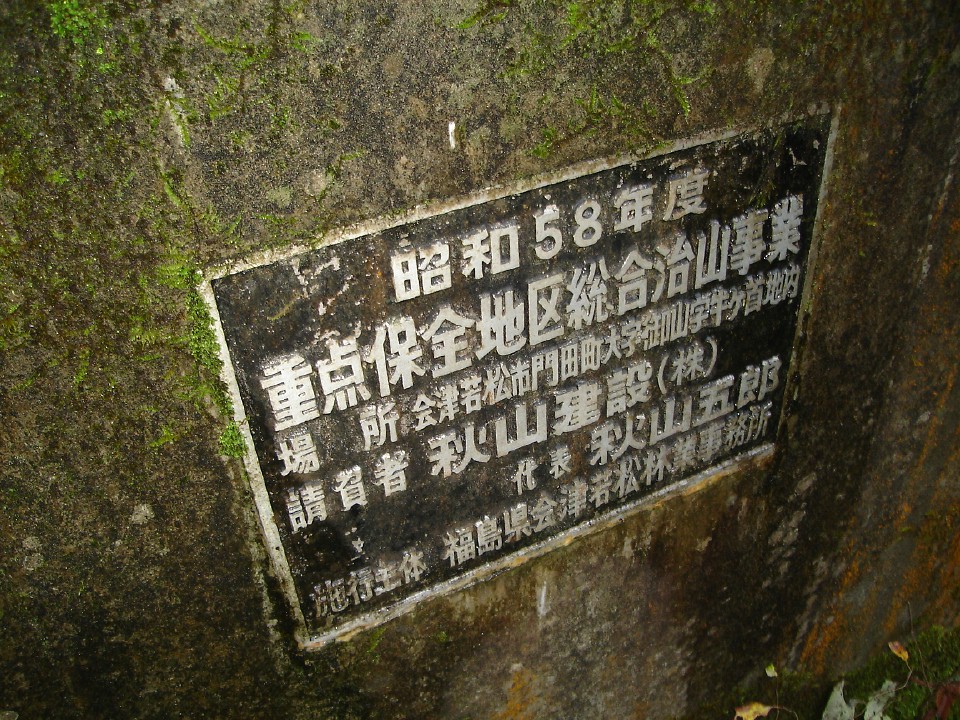 昭和58年度
重点保全地区総合治山事業
場所 会津若松市門田町大字御山字牛ヶ首地内
請負者 秋山建設(株)
代表 秋山五郎
施行主体 福島県会津若松林業事務所